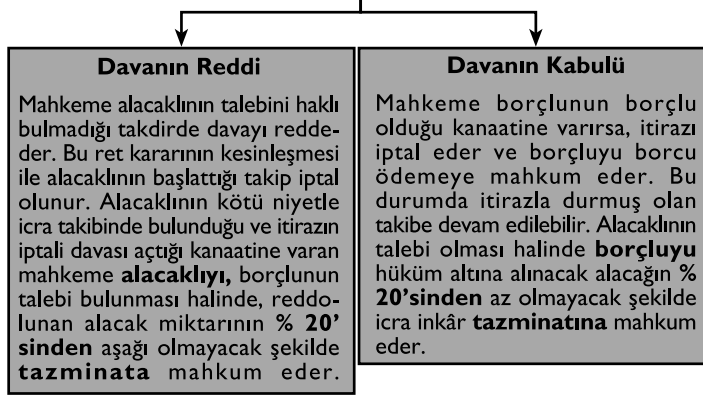 Davanın Reddi
Mahkeme alacaklının talebini haklı
bulmadığı takdirde davayı redde-
der. Bu ret kararının kesinleşmesi
ile alacaklının başlattığı takip iptal
olunur. Alacaklının kötü niyetle
icra takibinde bulunduğu ve itirazın
iptali davası açtığı kanaatine varan
mahkeme alacaklıyı, borçlunun
talebi bulunması halinde, reddo-
lunan alacak miktarının % 20'
sinden aşağı olmayacak şekilde
tazminata mahkum eder.
Davanın Kabulü
Mahkeme borçlunun borçlu
olduğu kanaatine varırsa, itirazı
iptal eder ve borçluyu borcu
ödemeye mahkum eder. Bu
durumda itirazla durmuş olan
takibe devam edilebilir. Alacaklının
talebi olması halinde borçluyu
hüküm altına alınacak alacağın %
20'sinden az olmayacak şekilde
icra inkâr tazminatına mahkum
eder.